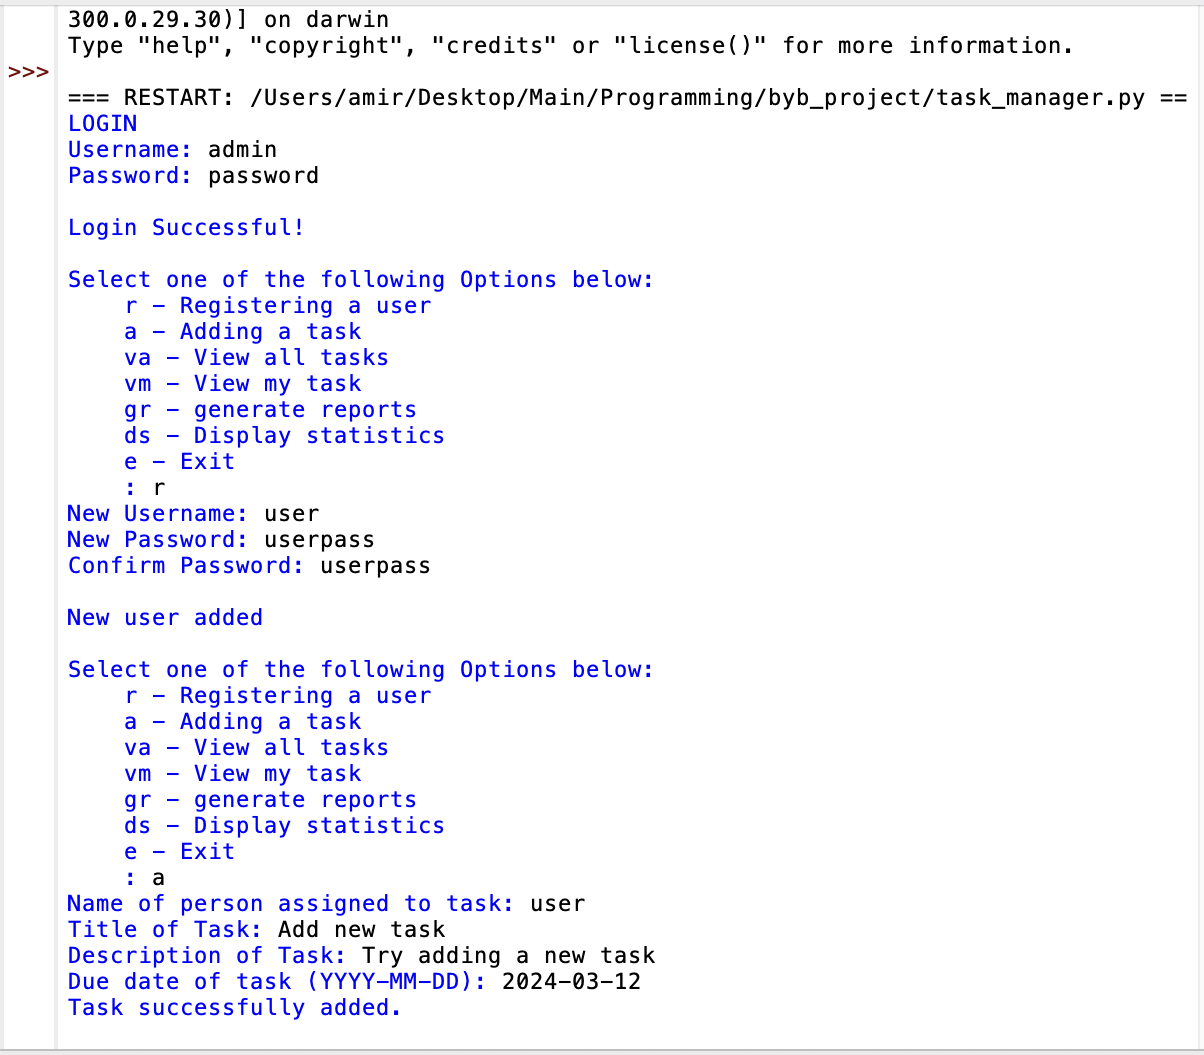 300.0.29.30)] on darwin
Type "help", "copyright", "credits" or "license()" for more information.
>>>
=== RESTART: /Users/amir/Desktop/Main/Programming/byb_project/task_manager.py ==
LOGIN
Username: admin
Password: password
Login Successful!
Select one of the following Options below:
r – Registering a user
a – Adding a task
va – View all tasks
vm – View my task
gr – generate reports
ds – Display statistics
e – Exit
: r
New Username: user
New Password: userpass
Confirm Password: userpass
New user added
Select one of the following Options below:
r – Registering a user
a – Adding a task
va – View all tasks
vm – View my task
gr – generate reports
ds – Display statistics
e – Exit
: a
Name of person assigned to task: user
Title of Task: Add new task
Description of Task: Try adding a new task
Due date of task (YYYY-MM-DD): 2024-03-12
Task successfully added.